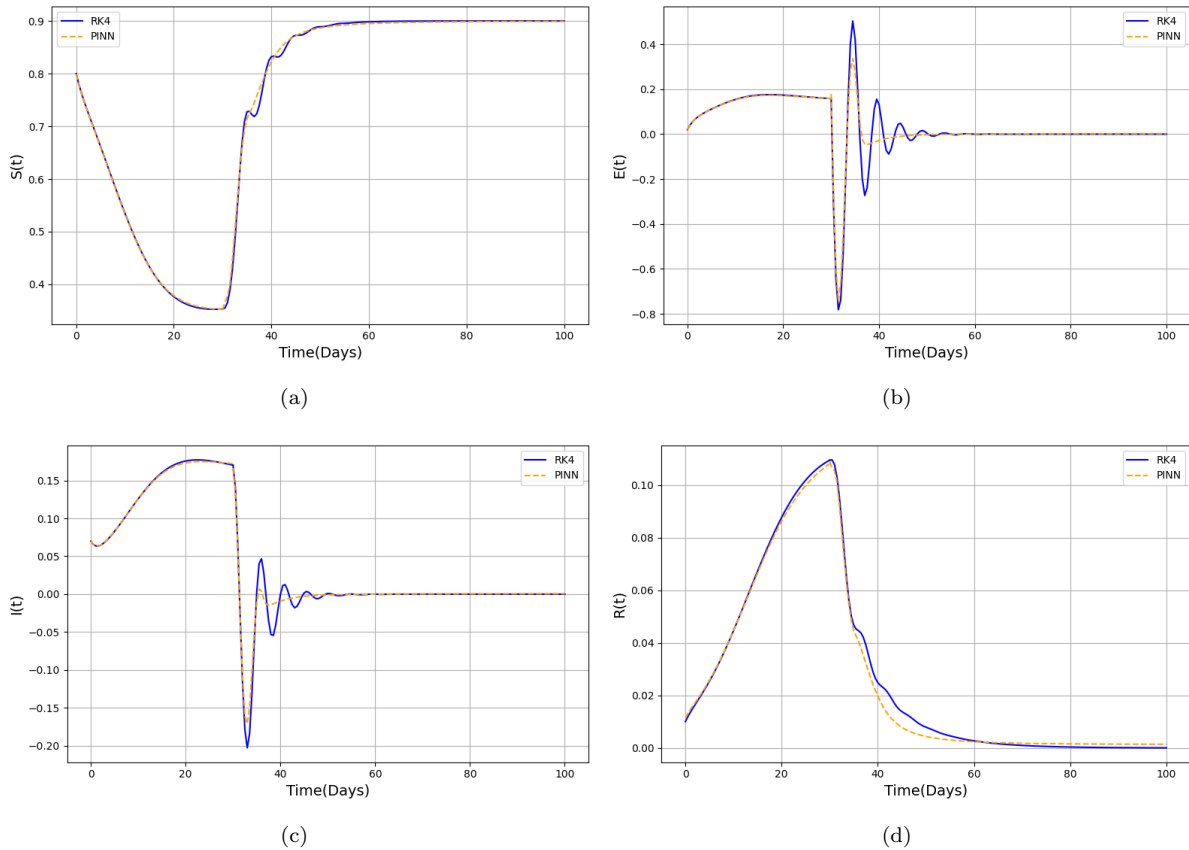 RK4
PINN
0.9
0.8
0.7
0.6
0.5
0.4
S(t)
0 20 40 60 80 100
Time(Days)
(a)
RK4
PINN
0.4
0.2
0.0
−0.2
−0.4
−0.6
−0.8
E(t)
0 20 40 60 80 100
Time(Days)
(b)
RK4
PINN
0.15
0.10
0.05
0.00
−0.05
−0.10
−0.15
−0.20
I(t)
0 20 40 60 80 100
Time(Days)
(c)
RK4
PINN
0.10
0.08
0.06
0.04
0.02
0.00
R(t)
0 20 40 60 80 100
Time(Days)
(d)